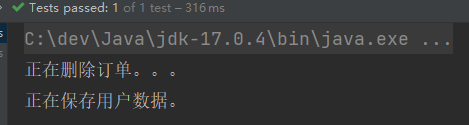 Tests passed: 1 of 1 test – 316 ms
C:\dev\Java\jdk-17.0.4\bin\java.exe ...
正在删除订单。。。
正在保存用户数据。